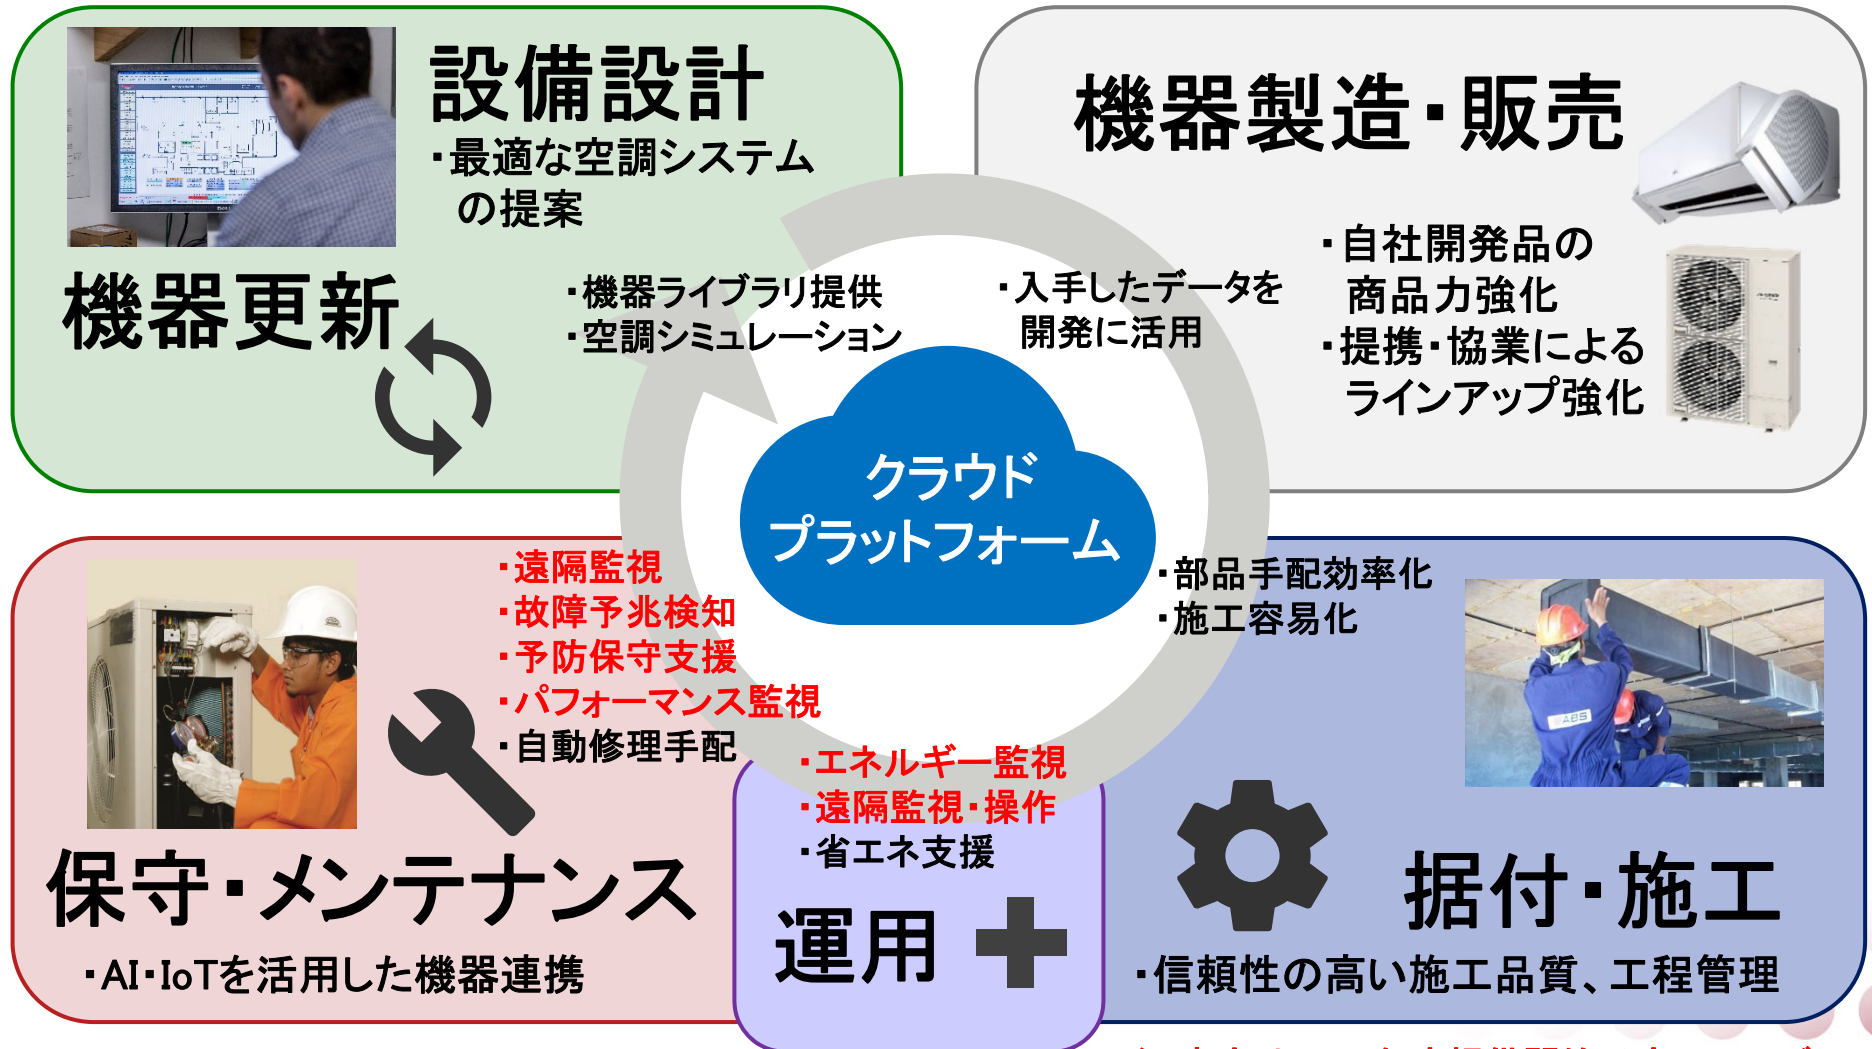 設備設計
・最適な空調システム
の提案
機器更新
・機器ライブラリ提供
・空調シミュレーション
機器製造・販売
・入手したデータを
開発に活用
・自社開発品の
商品力強化
・提携・協業による
ラインアップ強化
クラウド
プラットフォーム
・遠隔監視
・故障予兆検知
・予防保守支援
・パフォーマンス監視
・自動修理手配
保守・メンテナンス
・AI・IoTを活用した機器連携
・エネルギー監視
・遠隔監視・操作
・省エネ支援
運用
・部品手配効率化
・施工容易化
ABS
据付・施工
・信頼性の高い施工品質、工程管理